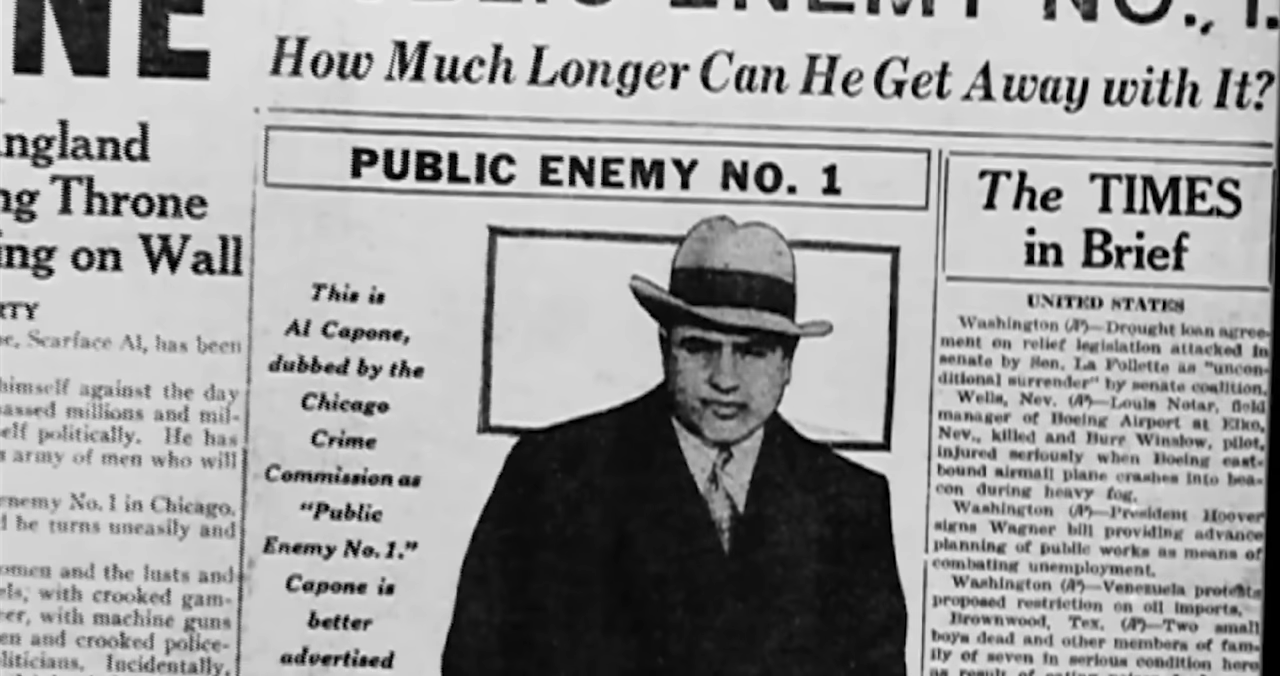 NE
PUBLIC ENEMY NO. 1.
How Much Longer Can He Get Away with It?
ngland
ng Throne
ing on Wall
RTY
e, Scarface Al, has been
himself against the day
assed millions and mil-
elf politically. He has
s army of men who will
enemy No. 1 in Chicago.
d he turns uneasily and
omen and the lusts and
els; with crooked gam-
er, with machine guns
en and crooked police-
liticians. Incidentally,
PUBLIC ENEMY NO. 1
This is
Al Capone,
dubbed by the
Chicago
Crime
Commission as
"Public
Enemy No. 1."
Capone is
better
advertised
The TIMES
in Brief
UNITED STATES
Washington (AP)—Drought loan agree-
ment on relief legislation attacked in
senate by Sen. La Follette as "uncon-
ditional surrender" by senate coalition.
Wells, Nev. (AP)—Louis Notar, field
manager of Boeing Airport at Elko,
Nev., killed and Burr Winslow, pilot,
injured seriously when Boeing east-
bound airmail plane crashes into bea-
con during heavy fog.
Washington (AP)—President Hoover
signs Wagner bill providing advance
planning of public works as means of
combating unemployment.
Washington (AP)—Venezuela protests
proposed restriction on oil imports.
Brownwood, Tex. (AP)—Two small
boys dead and other members of fam-
ily of seven in serious condition here
as result of eating